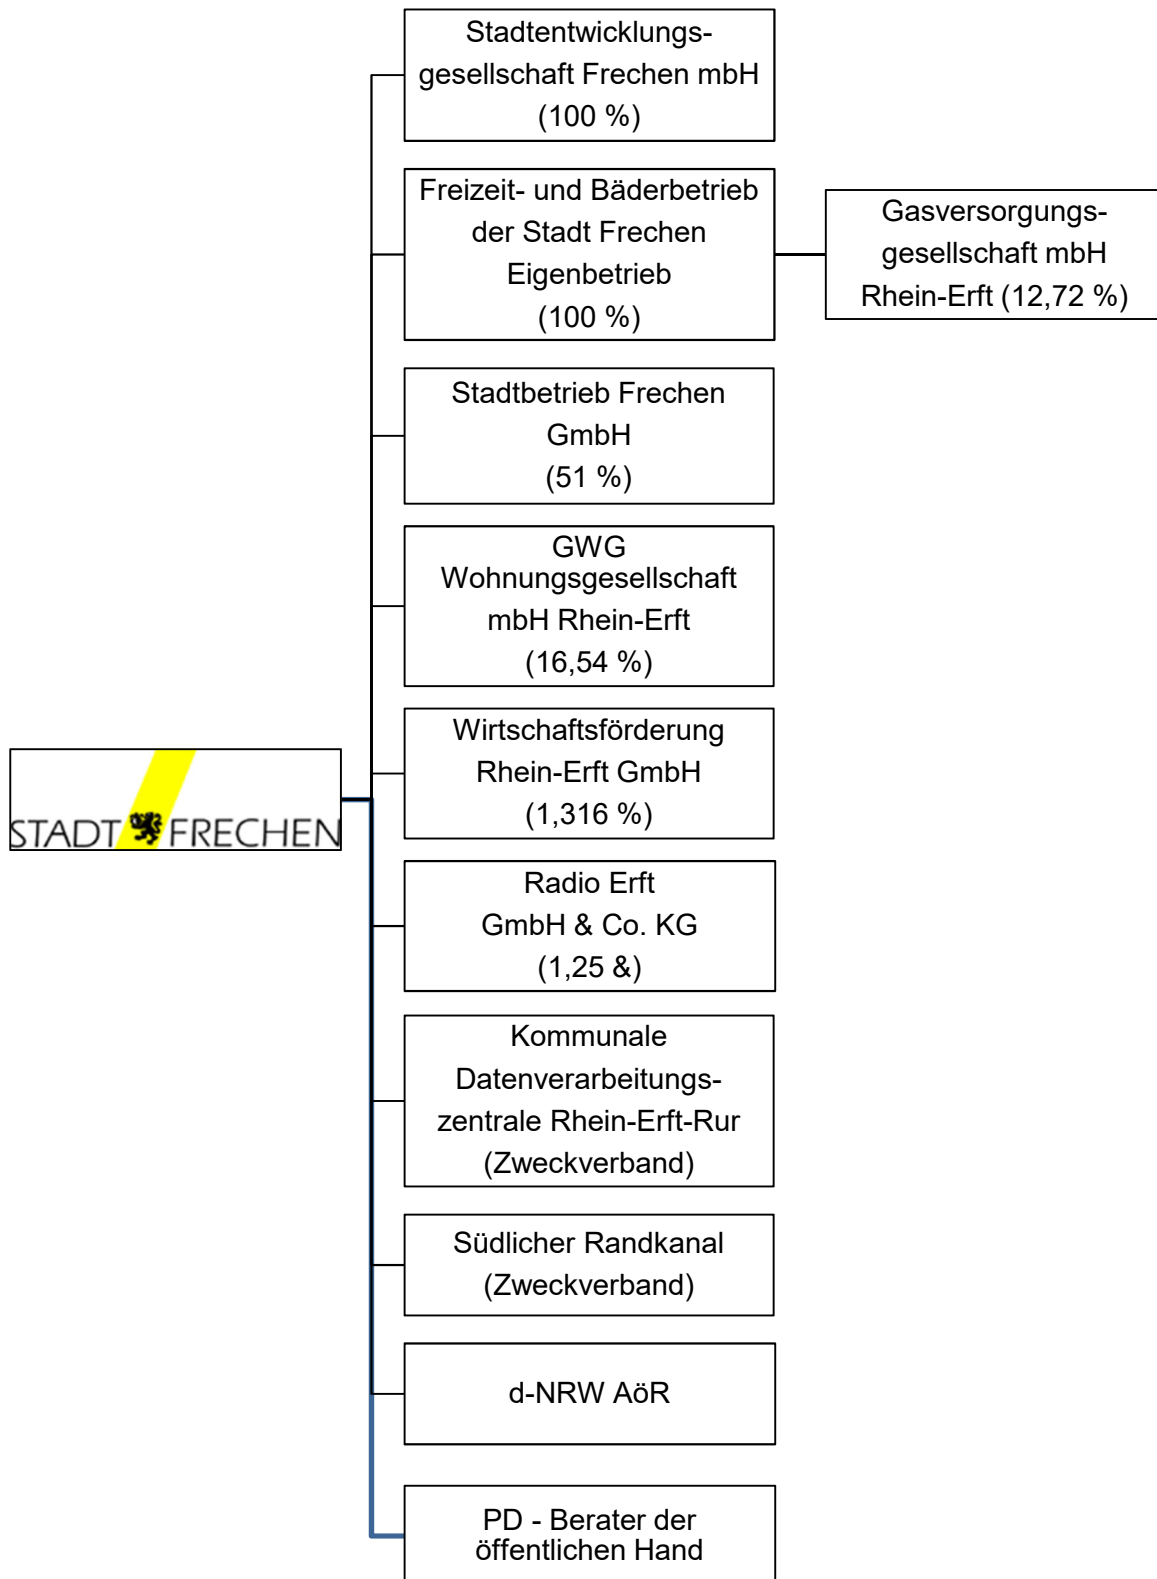 Stadtentwicklungs-
gesellschaft Frechen mbH
(100 %)
Freizeit- und Bäderbetrieb
der Stadt Frechen
Eigenbetrieb
(100 %)
Gasversorgungs-
gesellschaft mbH
Rhein-Erft (12,72 %)
Stadtbetrieb Frechen
GmbH
(51 %)
GWG
Wohnungsgesellschaft
mbH Rhein-Erft
(16,54 %)
Wirtschaftsförderung
Rhein-Erft GmbH
(1,316 %)
STADT FRECHEN
Radio Erft
GmbH & Co. KG
(1,25 &)
Kommunale
Datenverarbeitungs-
zentrale Rhein-Erft-Rur
(Zweckverband)
Südlicher Randkanal
(Zweckverband)
d-NRW AöR
PD - Berater der
öffentlichen Hand